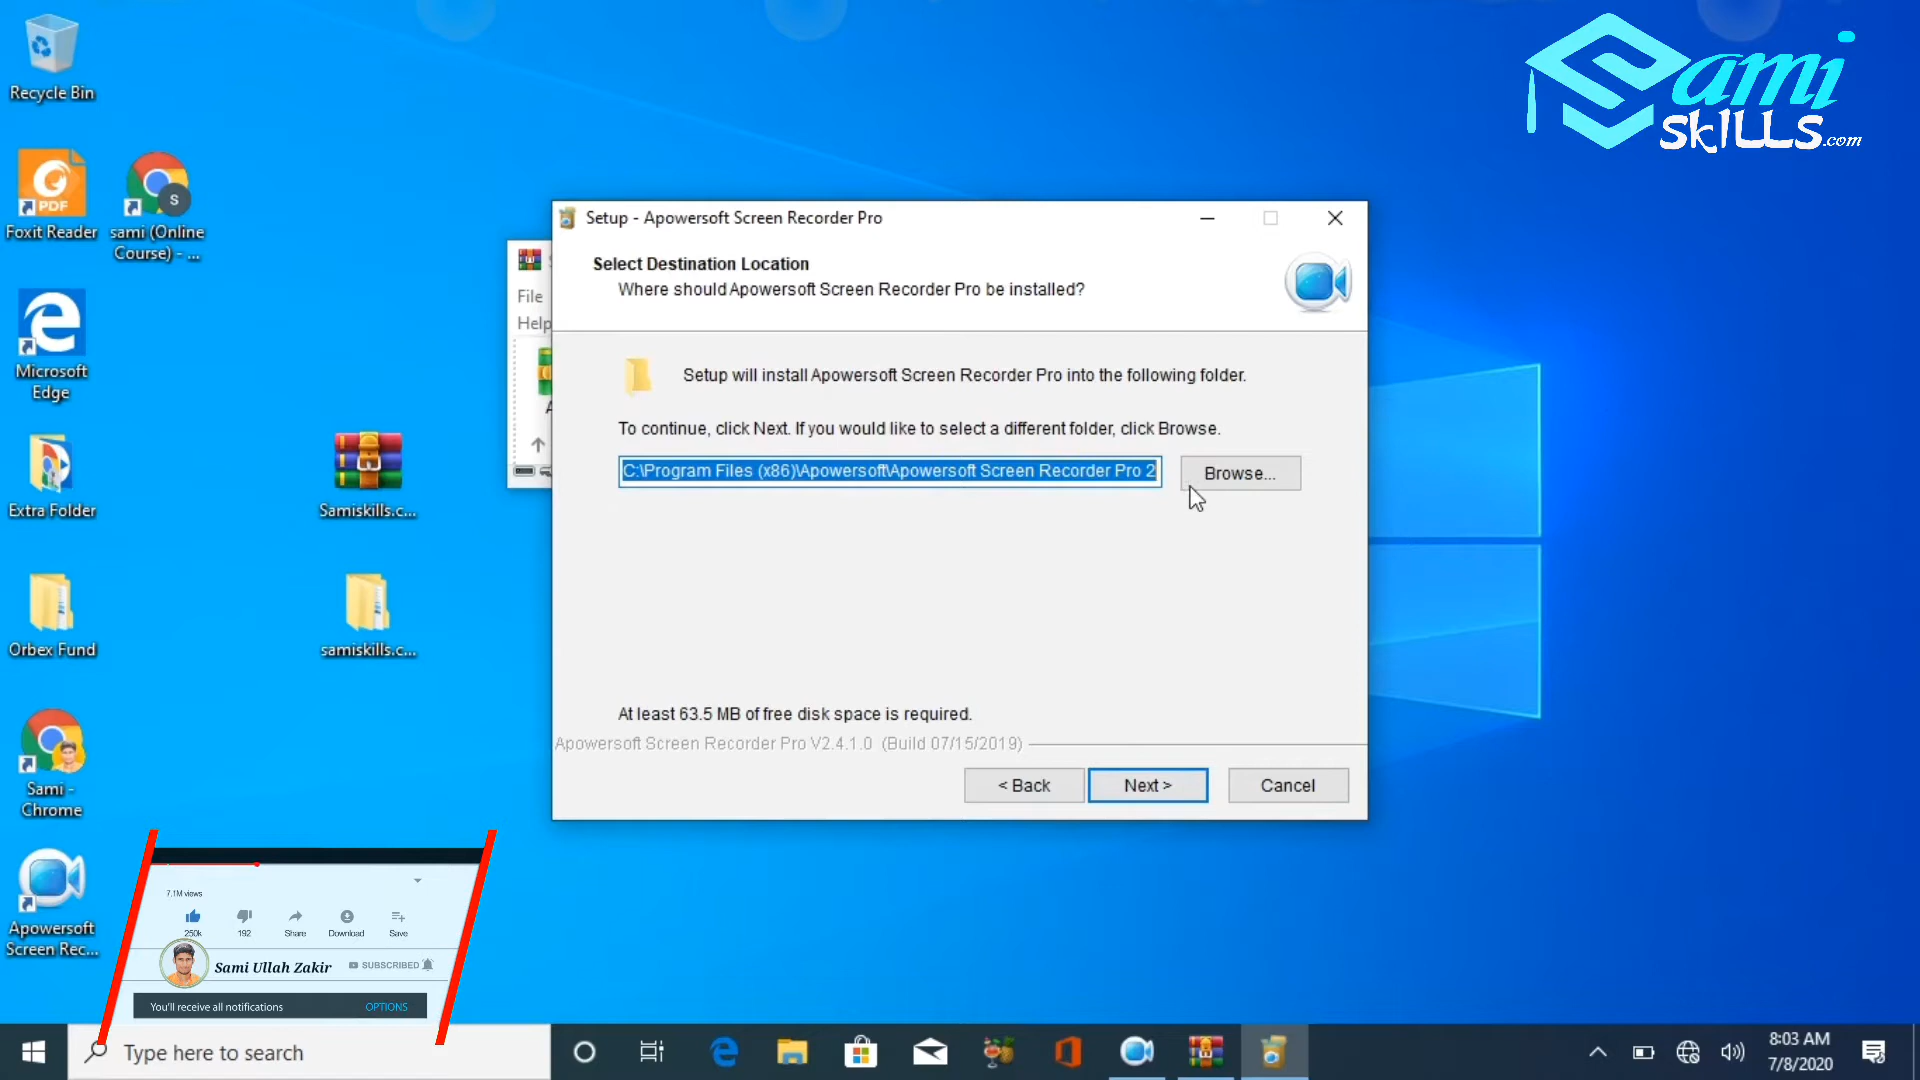 Recycle Bin
Foxit Reader
sami (Online
Course) - ...
Microsoft
Edge
Extra Folder
Samiskills.c...
Orbex Fund
samiskills.c...
Sami -
Chrome
Apowersoft
Screen Rec...
PDF
S
Sami
SkiLLS.com
File
Help
A
Setup - Apowersoft Screen Recorder Pro
Select Destination Location
Where should Apowersoft Screen Recorder Pro be installed?
Setup will install Apowersoft Screen Recorder Pro into the following folder.
To continue, click Next. If you would like to select a different folder, click Browse.
C:\Program Files (x86)\Apowersoft\Apowersoft Screen Recorder Pro 2
Browse...
At least 63.5 MB of free disk space is required.
Apowersoft Screen Recorder Pro V2.4.1.0 (Build 07/15/2019)
< Back
Next >
Cancel
7.1M views
250k
192
Share
Download
Save
Sami Ullah Zakir
SUBSCRIBED
You'll receive all notifications
OPTIONS
Type here to search
8:03 AM
7/8/2020